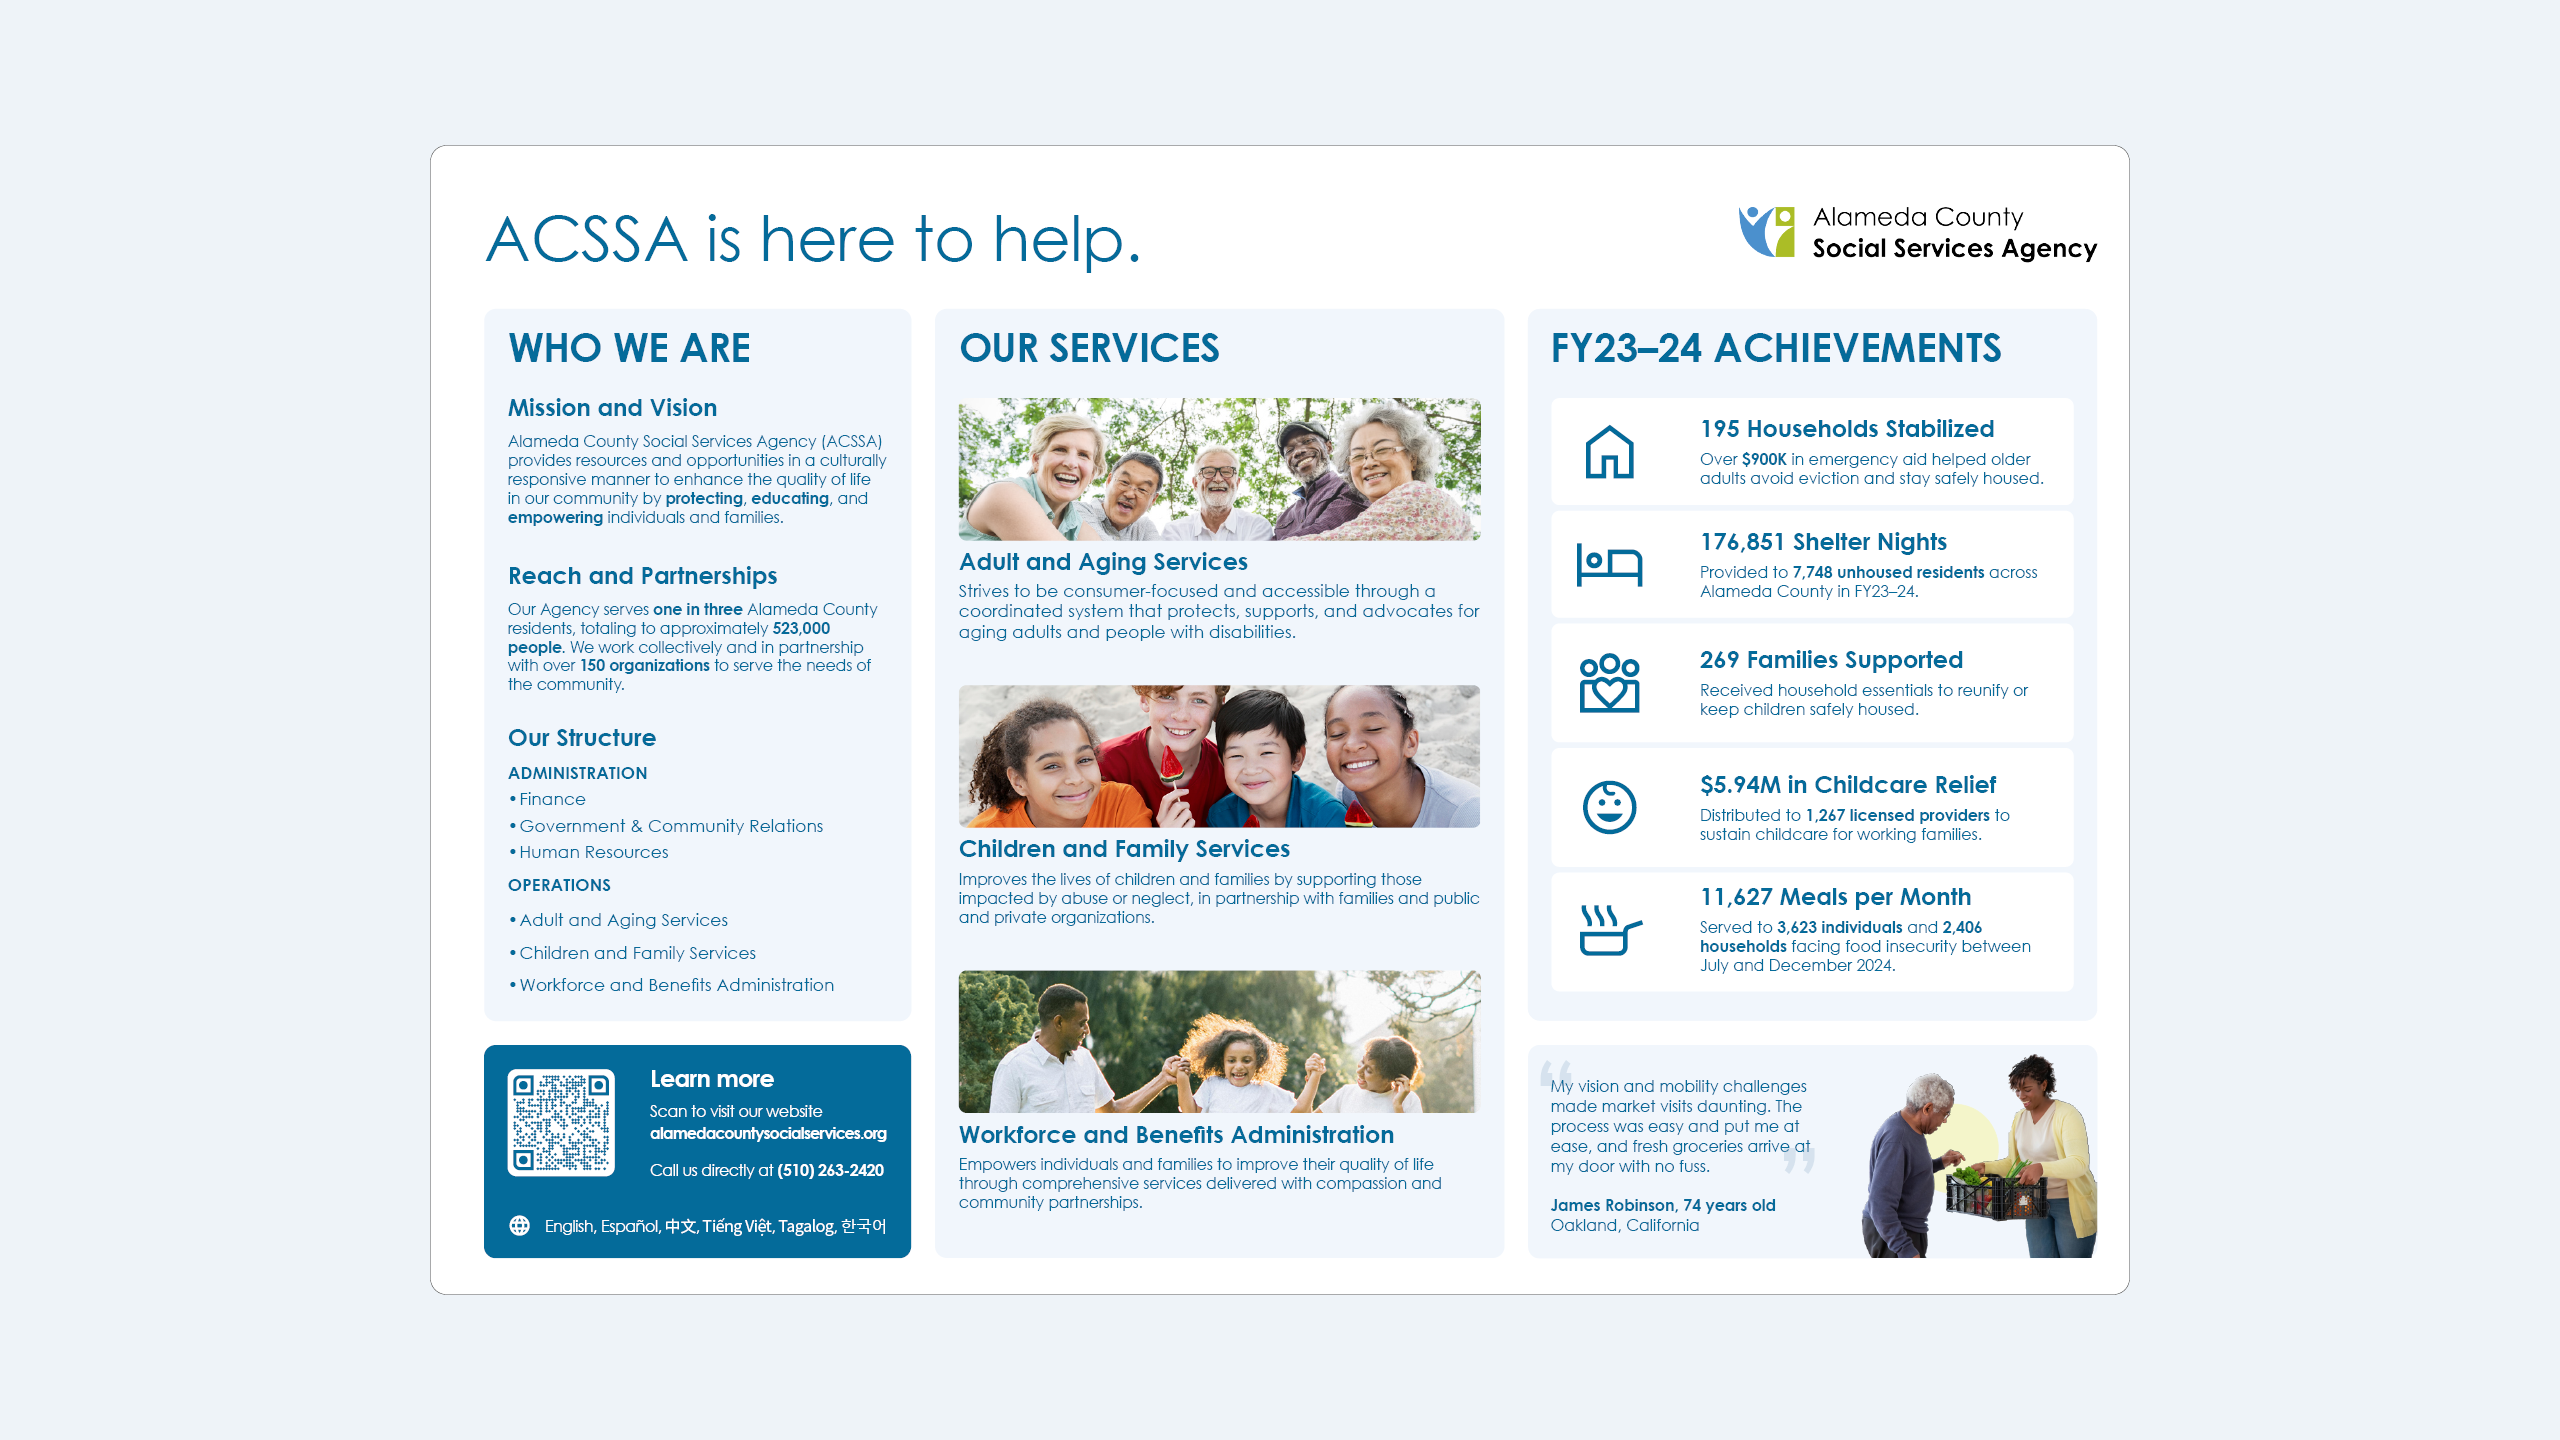 ACSSA is here to help.
Alameda County
Social Services Agency
WHO WE ARE
Mission and Vision
Alameda County Social Services Agency (ACSSA)
provides resources and opportunities in a culturally
responsive manner to enhance the quality of life
in our community by protecting, educating, and
empowering individuals and families.
Reach and Partnerships
Our Agency serves one in three Alameda County
residents, totaling to approximately 523,000
people. We work collectively and in partnership
with over 150 organizations to serve the needs of
the community.
Our Structure
ADMINISTRATION
• Finance
• Government & Community Relations
• Human Resources
OPERATIONS
• Adult and Aging Services
• Children and Family Services
• Workforce and Benefits Administration
Learn more
Scan to visit our website
alamedacountysocialservices.org
Call us directly at (510) 263-2420
English, Español, 中文, Tiếng Việt, Tagalog, 한국어
OUR SERVICES
Adult and Aging Services
Strives to be consumer-focused and accessible through a
coordinated system that protects, supports, and advocates for
aging adults and people with disabilities.
Children and Family Services
Improves the lives of children and families by supporting those
impacted by abuse or neglect, in partnership with families and public
and private organizations.
Workforce and Benefits Administration
Empowers individuals and families to improve their quality of life
through comprehensive services delivered with compassion and
community partnerships.
FY23–24 ACHIEVEMENTS
195 Households Stabilized
Over $900K in emergency aid helped older
adults avoid eviction and stay safely housed.
176,851 Shelter Nights
Provided to 7,748 unhoused residents across
Alameda County in FY23–24.
269 Families Supported
Received household essentials to reunify or
keep children safely housed.
$5.94M in Childcare Relief
Distributed to 1,267 licensed providers to
sustain childcare for working families.
11,627 Meals per Month
Served to 3,623 individuals and 2,406
households facing food insecurity between
July and December 2024.
“My vision and mobility challenges
made market visits daunting. The
process was easy and put me at
ease, and fresh groceries arrive at
my door with no fuss.”
James Robinson, 74 years old
Oakland, California